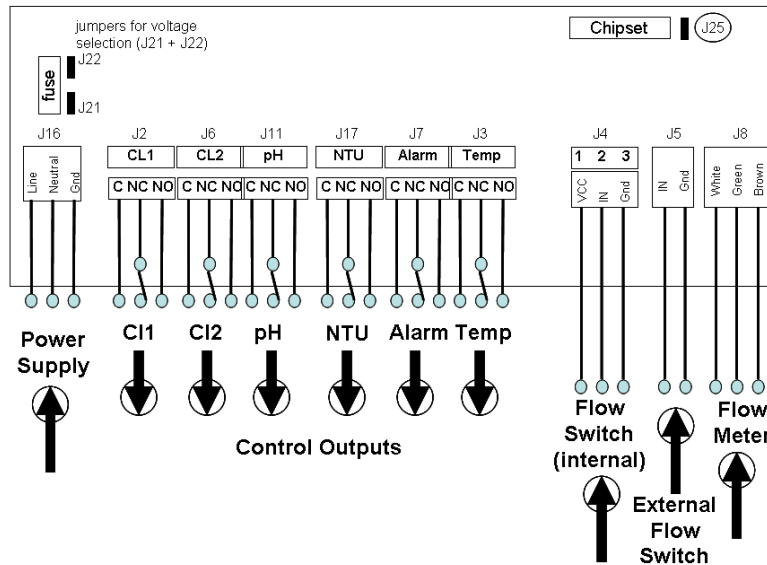 jumpers for voltage
selection (J21 + J22)
Chipset
J25
fuse
J22
J21
J16
J2
J6
J11
J17
J7
J3
J4
J5
J8
CL1
CL2
pH
NTU
Alarm
Temp
1 2 3
Line
Neutral
Gnd
C NC NO
C NC NO
C NC NO
C NC NO
C NC NO
C NC NO
VCC
IN
Gnd
IN
Gnd
White
Green
Brown
Power
Supply
Cl1
Cl2
pH
NTU
Alarm
Temp
Control Outputs
Flow
Switch
(internal)
External
Flow
Switch
Flow
Meter